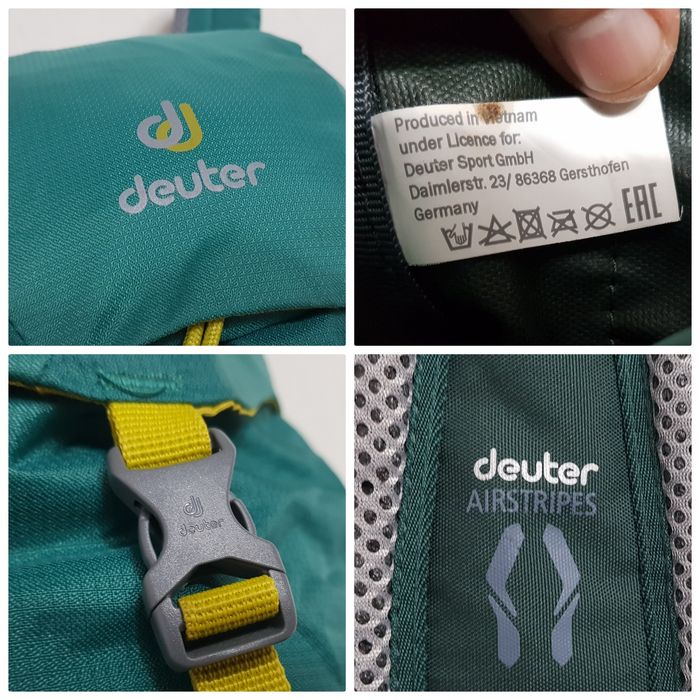 deuter
Produced in Vietnam
under Licence for:
Deuter Sport GmbH
Daimlerstr. 23/ 86368 Gersthofen
Germany
EAC
deuter
deuter
AIRSTRIPES